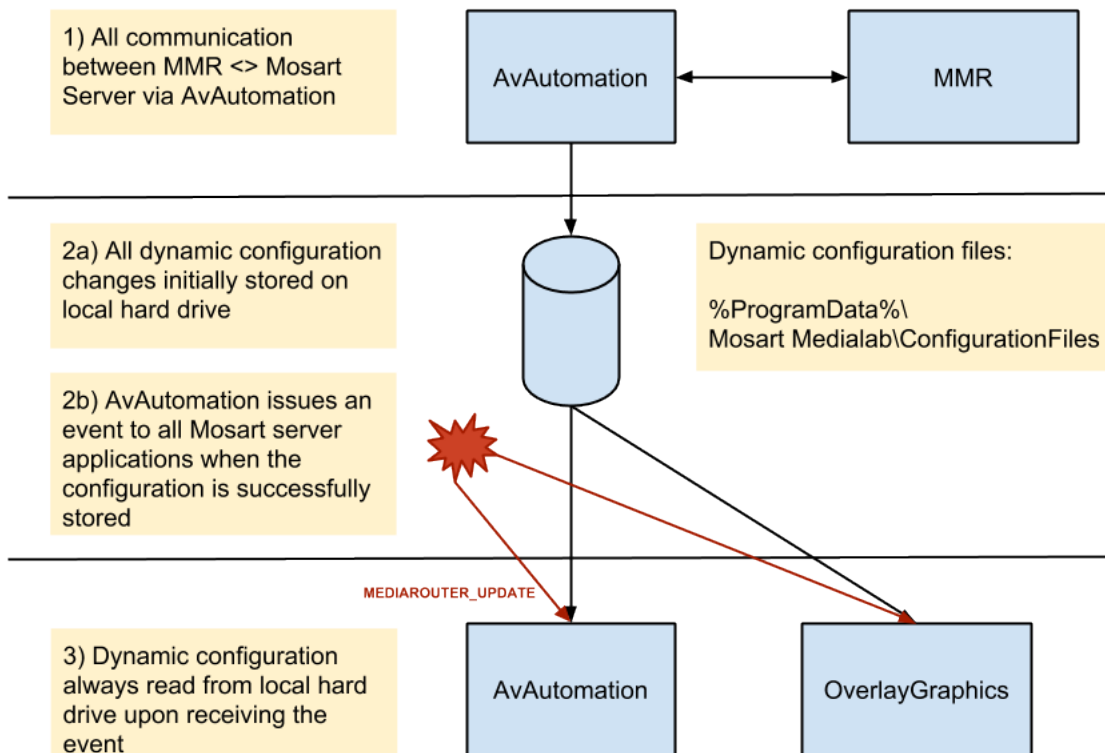 1) All communication
between MMR <> Mosart
Server via AvAutomation
AvAutomation
MMR
2a) All dynamic configuration
changes initially stored on
local hard drive
Dynamic configuration files:
%ProgramData%\
Mosart Medialab\ConfigurationFiles
2b) AvAutomation issues an
event to all Mosart server
applications when the
configuration is successfully
stored
MEDIAROUTER_UPDATE
3) Dynamic configuration
always read from local hard
drive upon receiving the
event
AvAutomation
OverlayGraphics